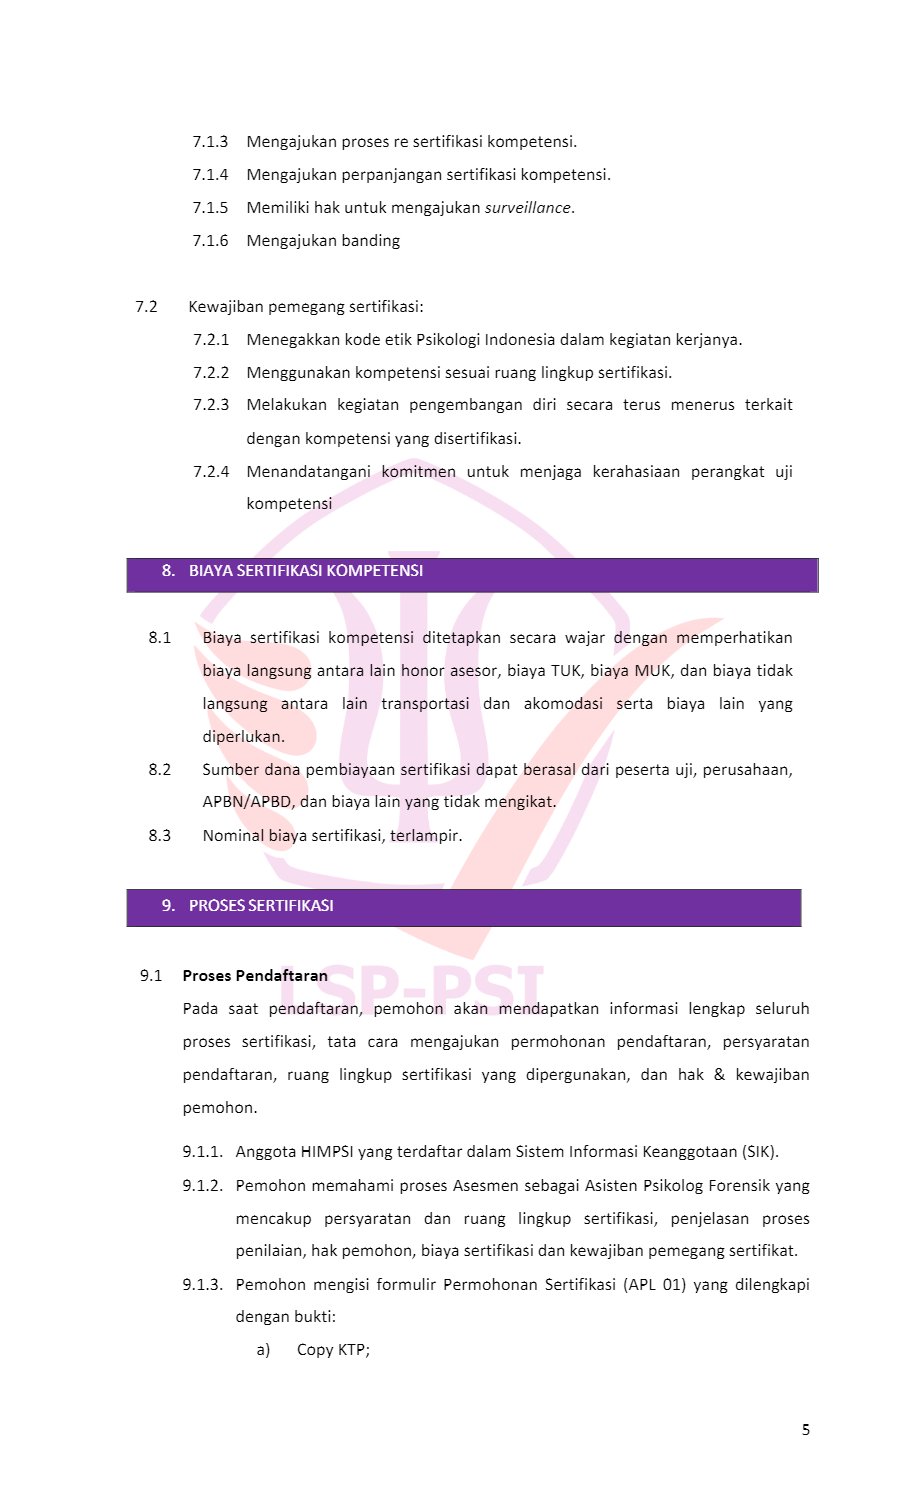 7.1.3 Mengajukan proses re sertifikasi kompetensi.
7.1.4 Mengajukan perpanjangan sertifikasi kompetensi.
7.1.5 Memiliki hak untuk mengajukan surveillance.
7.1.6 Mengajukan banding
7.2 Kewajiban pemegang sertifikasi:
7.2.1 Menegakkan kode etik Psikologi Indonesia dalam kegiatan kerjanya.
7.2.2 Menggunakan kompetensi sesuai ruang lingkup sertifikasi.
7.2.3 Melakukan kegiatan pengembangan diri secara terus menerus terkait
dengan kompetensi yang disertifikasi.
7.2.4 Menandatangani komitmen untuk menjaga kerahasiaan perangkat uji
kompetensi
8. BIAYA SERTIFIKASI KOMPETENSI
8.1 Biaya sertifikasi kompetensi ditetapkan secara wajar dengan memperhatikan
biaya langsung antara lain honor asesor, biaya TUK, biaya MUK, dan biaya tidak
langsung antara lain transportasi dan akomodasi serta biaya lain yang
diperlukan.
8.2 Sumber dana pembiayaan sertifikasi dapat berasal dari peserta uji, perusahaan,
APBN/APBD, dan biaya lain yang tidak mengikat.
8.3 Nominal biaya sertifikasi, terlampir.
9. PROSES SERTIFIKASI
9.1 Proses Pendaftaran
LSP-PSI
Pada saat pendaftaran, pemohon akan mendapatkan informasi lengkap seluruh
proses sertifikasi, tata cara mengajukan permohonan pendaftaran, persyaratan
pendaftaran, ruang lingkup sertifikasi yang dipergunakan, dan hak & kewajiban
pemohon.
9.1.1. Anggota HIMPSI yang terdaftar dalam Sistem Informasi Keanggotaan (SIK).
9.1.2. Pemohon memahami proses Asesmen sebagai Asisten Psikolog Forensik yang
mencakup persyaratan dan ruang lingkup sertifikasi, penjelasan proses
penilaian, hak pemohon, biaya sertifikasi dan kewajiban pemegang sertifikat.
9.1.3. Pemohon mengisi formulir Permohonan Sertifikasi (APL 01) yang dilengkapi
dengan bukti:
a) Copy KTP;
5